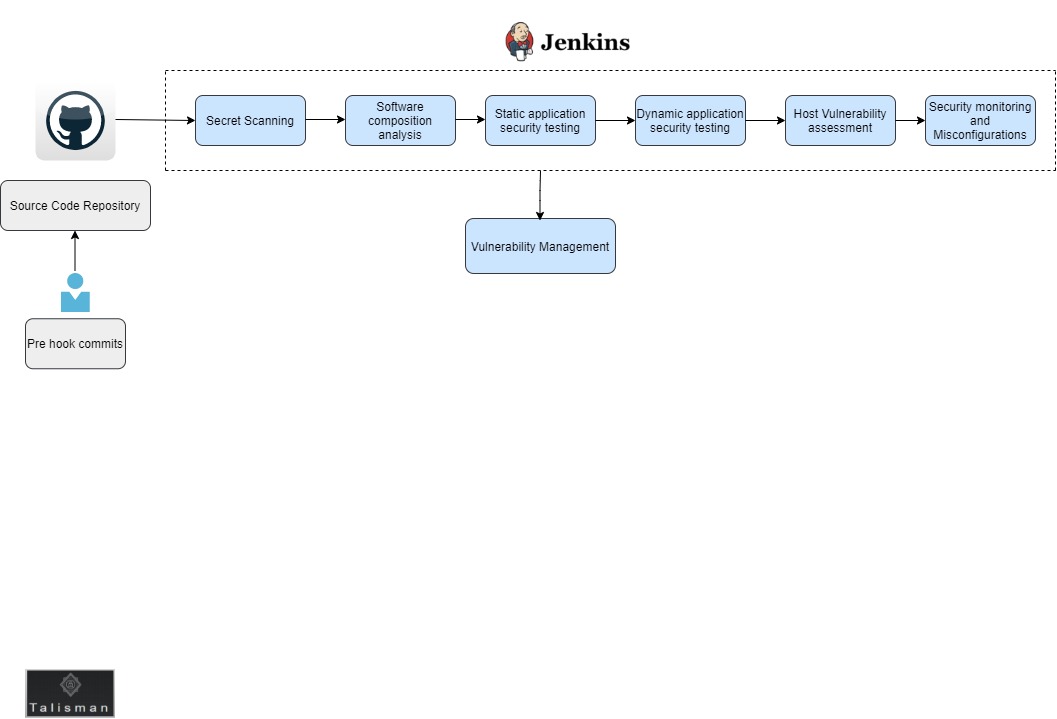 Jenkins
Secret Scanning
Software
composition
analysis
Static application
security testing
Dynamic application
security testing
Host Vulnerability
assessment
Security monitoring
and
Misconfigurations
Source Code Repository
Vulnerability Management
Pre hook commits
Talisman